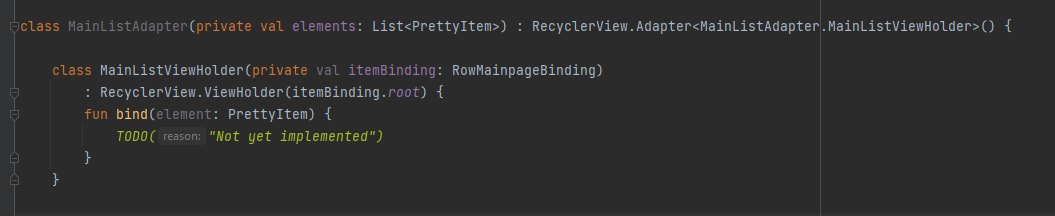 class MainListAdapter(private val elements: List<PrettyItem>) : RecyclerView.Adapter<MainListAdapter.MainListViewHolder>() {
class MainListViewHolder(private val itemBinding: RowMainpageBinding)
: RecyclerView.ViewHolder(itemBinding.root) {
fun bind(element: PrettyItem) {
TODO( reason: "Not yet implemented")
}
}